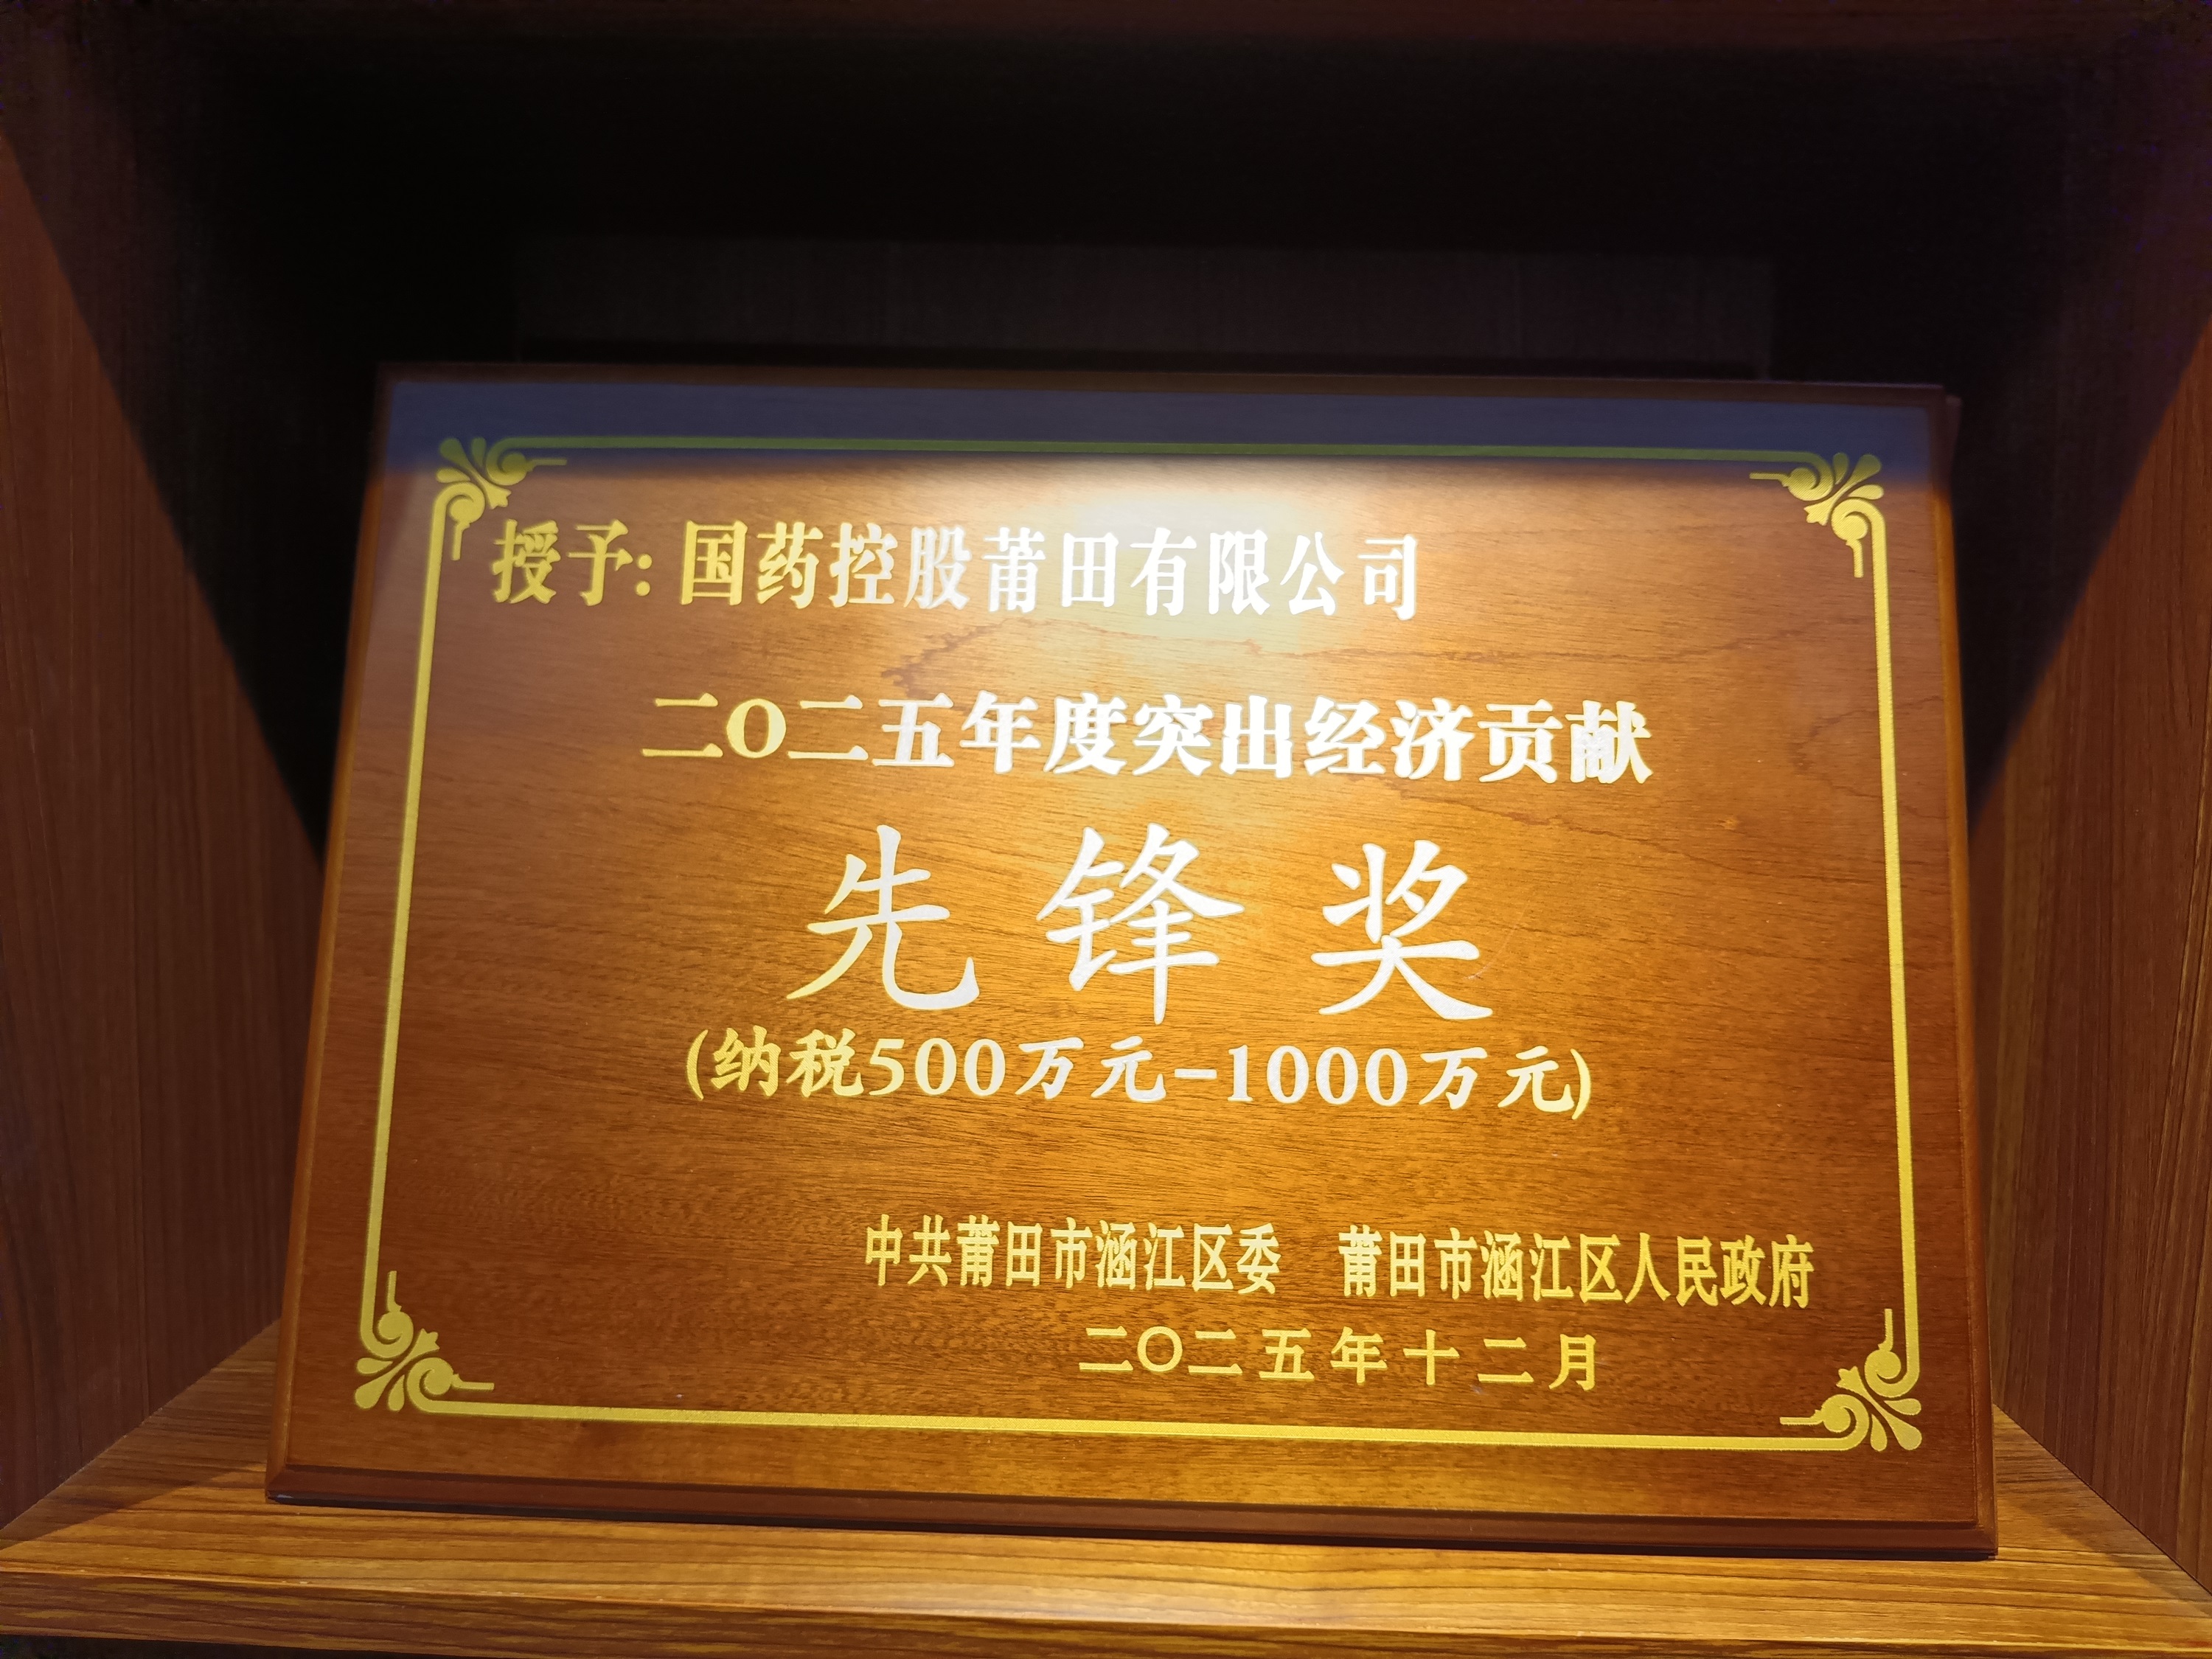 授予：国药控股莆田有限公司
二〇二五年度突出经济贡献
先锋奖
(纳税500万元-1000万元)
中共莆田市涵江区委 莆田市涵江区人民政府
二〇二五年十二月